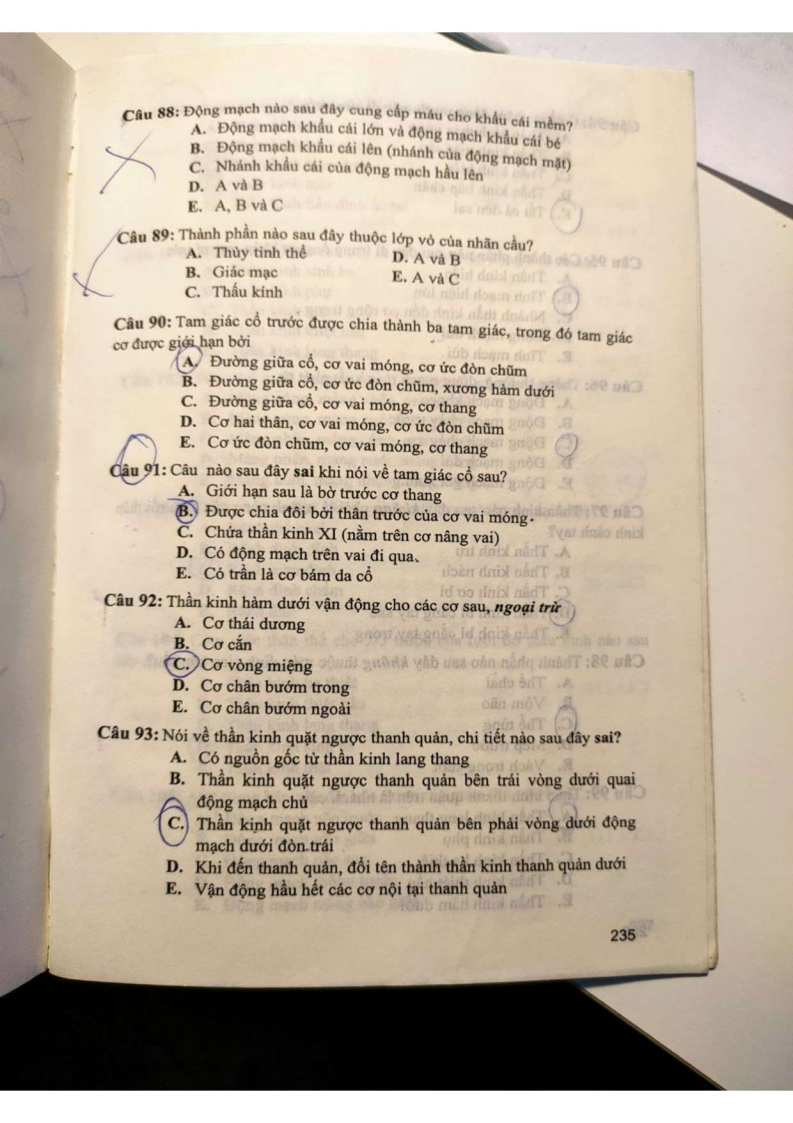 Câu 88: Động mạch nào sau đây cung cấp máu cho khẩu cái mềm?
A. Động mạch khẩu cái lớn và động mạch khẩu cái bé
B. Động mạch khẩu cái lên (nhánh của động mạch mặt)
C. Nhánh khẩu cái của động mạch hầu lên
D. A và B
E. A, B và C
Câu 89: Thành phần nào sau đây thuộc lớp vỏ của nhãn cầu?
A. Thủy tinh thể
D. A và B
B. Giác mạc
E. A và C
C. Thấu kính
Câu 90: Tam giác cổ trước được chia thành ba tam giác, trong đó tam giác
cơ được giới hạn bởi
A. Đường giữa cổ, cơ vai móng, cơ ức đòn chũm
B. Đường giữa cổ, cơ ức đòn chũm, xương hàm dưới
C. Đường giữa cổ, cơ vai móng, cơ thang
D. Cơ hai thân, cơ vai móng, cơ ức đòn chũm
E. Cơ ức đòn chũm, cơ vai móng, cơ thang
Câu 91: Câu nào sau đây sai khi nói về tam giác cổ sau?
A. Giới hạn sau là bờ trước cơ thang
B. Được chia đôi bởi thân trước của cơ vai móng.
C. Chứa thần kinh XI (nằm trên cơ nâng vai)
D. Có động mạch trên vai đi qua.
E. Có trần là cơ bám da cổ
Câu 92: Thần kinh hàm dưới vận động cho các cơ sau, ngoại trừ
A. Cơ thái dương
B. Cơ cắn
C. Cơ vòng miệng
D. Cơ chân bướm trong
E. Cơ chân bướm ngoài
Câu 93: Nói về thần kinh quặt ngược thanh quản, chi tiết nào sau đây sai?
A. Có nguồn gốc từ thần kinh lang thang
B. Thần kinh quặt ngược thanh quản bên trái vòng dưới quai
động mạch chủ
C. Thần kinh quặt ngược thanh quản bên phải vòng dưới động
mạch dưới đòn trái
D. Khi đến thanh quản, đổi tên thành thần kinh thanh quản dưới
E. Vận động hầu hết các cơ nội tại thanh quản
235